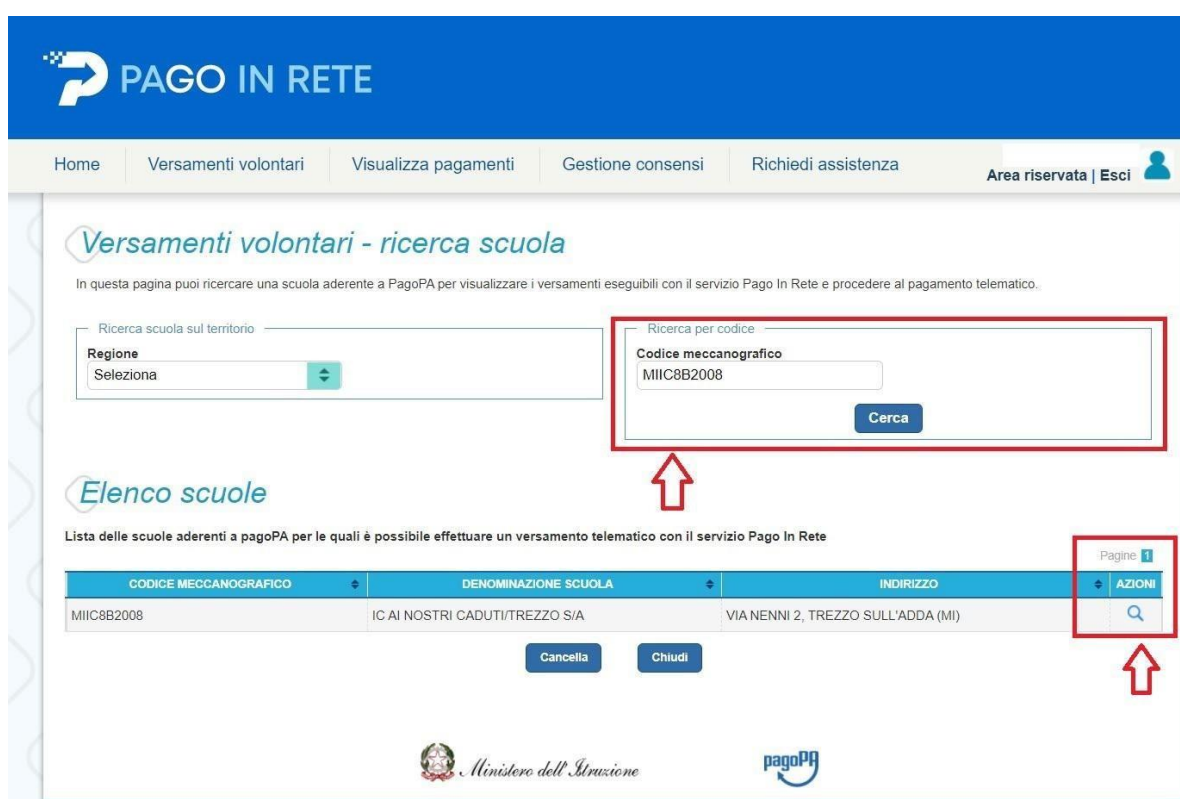 PAGO IN RETE
Home Versamenti volontari Visualizza pagamenti Gestione consensi Richiedi assistenza Area riservata | Esci
Versamenti volontari - ricerca scuola
In questa pagina puoi ricercare una scuola aderente a PagoPA per visualizzare i versamenti eseguibili con il servizio Pago In Rete e procedere al pagamento telematico.
Ricerca scuola sul territorio
Regione
Seleziona
Ricerca per codice
Codice meccanografico
MIIC8B2008
Cerca
Elenco scuole
Lista delle scuole aderenti a pagoPA per le quali è possibile effettuare un versamento telematico con il servizio Pago In Rete
Pagine 1
CODICE MECCANOGRAFICO DENOMINAZIONE SCUOLA INDIRIZZO AZIONI
MIIC8B2008 IC AI NOSTRI CADUTI/TREZZO S/A VIA NENNI 2, TREZZO SULL'ADDA (MI)
Cancella Chiudi
Ministero dell'Istruzione pagoPA